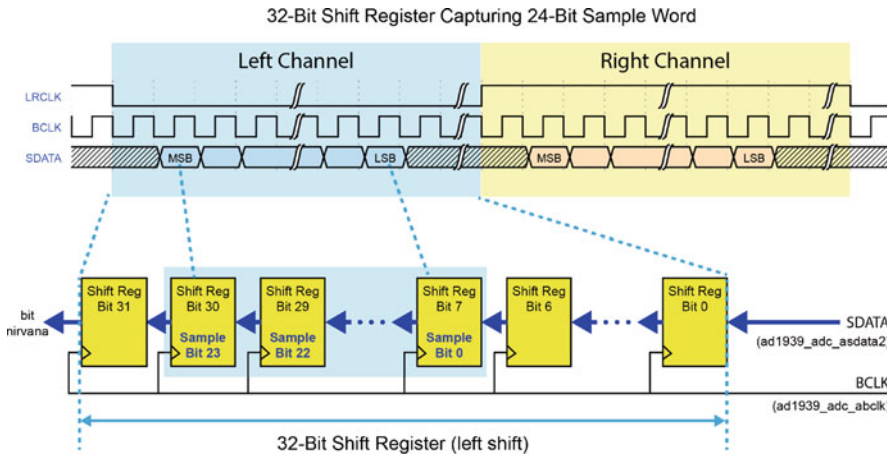 32-Bit Shift Register Capturing 24-Bit Sample Word
Left Channel
Right Channel
LRCLK
BCLK
SDATA
MSB
LSB
MSB
LSB
Shift Reg
Bit 31
Shift Reg
Bit 30
Sample
Bit 23
Shift Reg
Bit 29
Sample
Bit 22
Shift Reg
Bit 7
Sample
Bit 0
Shift Reg
Bit 6
Shift Reg
Bit 0
bit
nirvana
SDATA
(ad1939_adc_asdata2)
BCLK
(ad1939_adc_abclk)
32-Bit Shift Register (left shift)